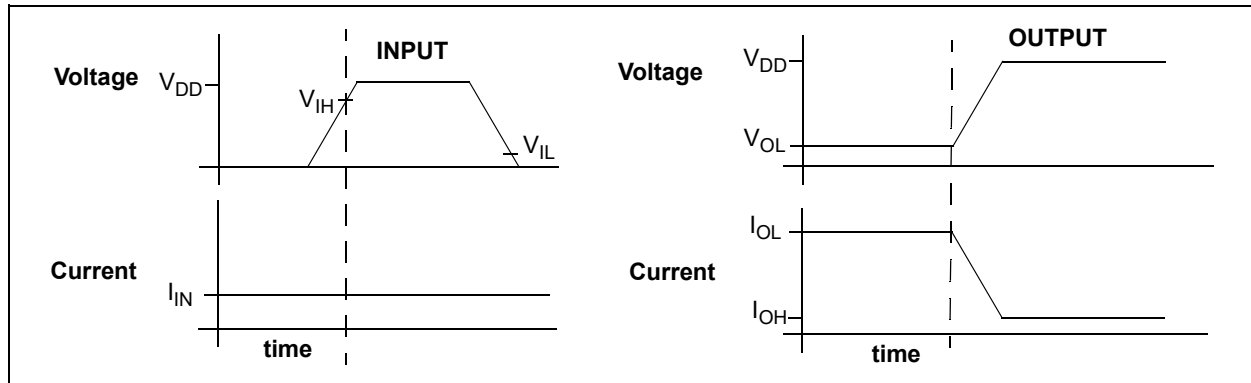 INPUT
Voltage
V_DD
V_IH
V_IL
Current
I_IN
time
OUTPUT
Voltage
V_DD
V_OL
Current
I_OL
I_OH
time